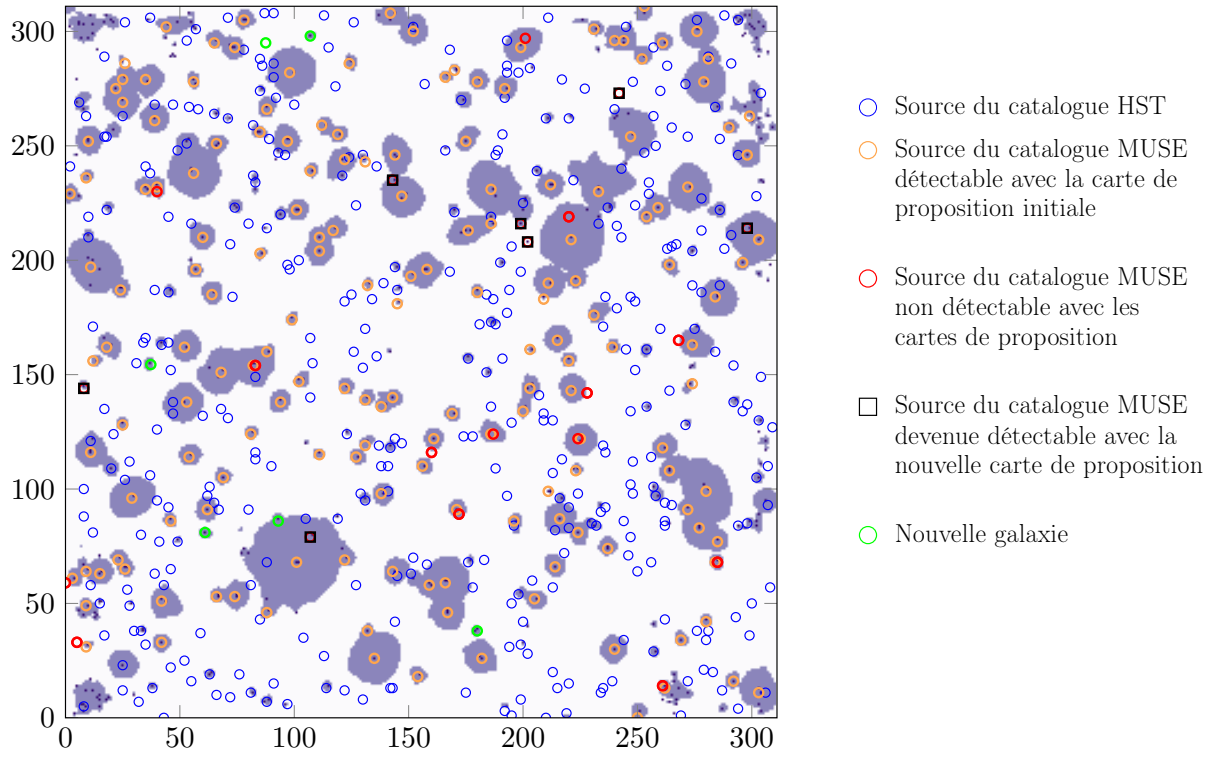 300
250
200
150
100
50
0
0 50 100 150 200 250 300
Source du catalogue HST
Source du catalogue MUSE
détectable avec la carte de
proposition initiale
Source du catalogue MUSE
non détectable avec les
cartes de proposition
Source du catalogue MUSE
devenue détectable avec la
nouvelle carte de proposition
Nouvelle galaxie